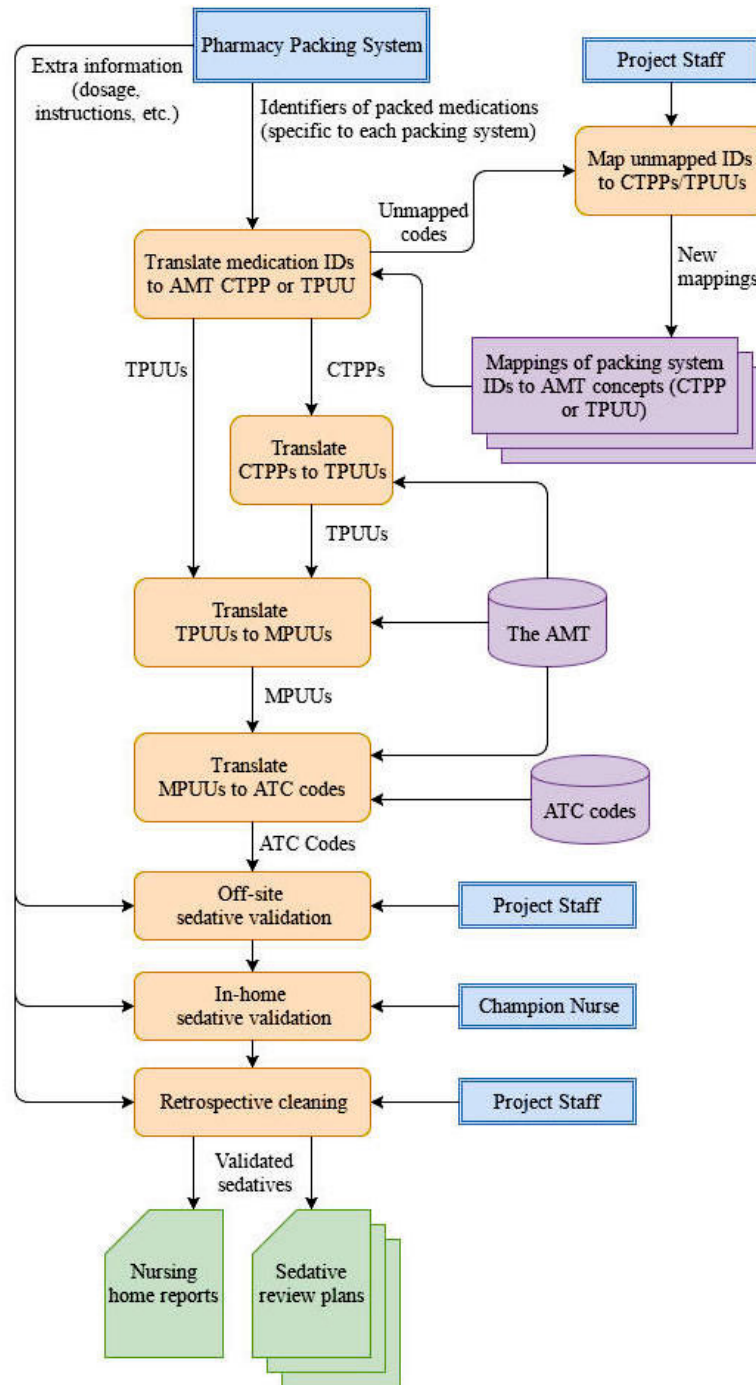 Pharmacy Packing System
Extra information
(dosage,
instructions, etc.)
Identifiers of packed medications
(specific to each packing system)
Project Staff
Map unmapped IDs
to CTPPs/TPUUs
Unmapped
codes
New
mappings
Translate medication IDs
to AMT CTPP or TPUU
Mappings of packing system
IDs to AMT concepts (CTPP
or TPUU)
TPUUs
CTPPs
Translate
CTPPs to TPUUs
TPUUs
Translate
TPUUs to MPUUs
The AMT
MPUUs
Translate
MPUUs to ATC codes
ATC codes
ATC Codes
Off-site
sedative validation
Project Staff
In-home
sedative validation
Champion Nurse
Retrospective cleaning
Project Staff
Validated
sedatives
Nursing
home reports
Sedative
review plans